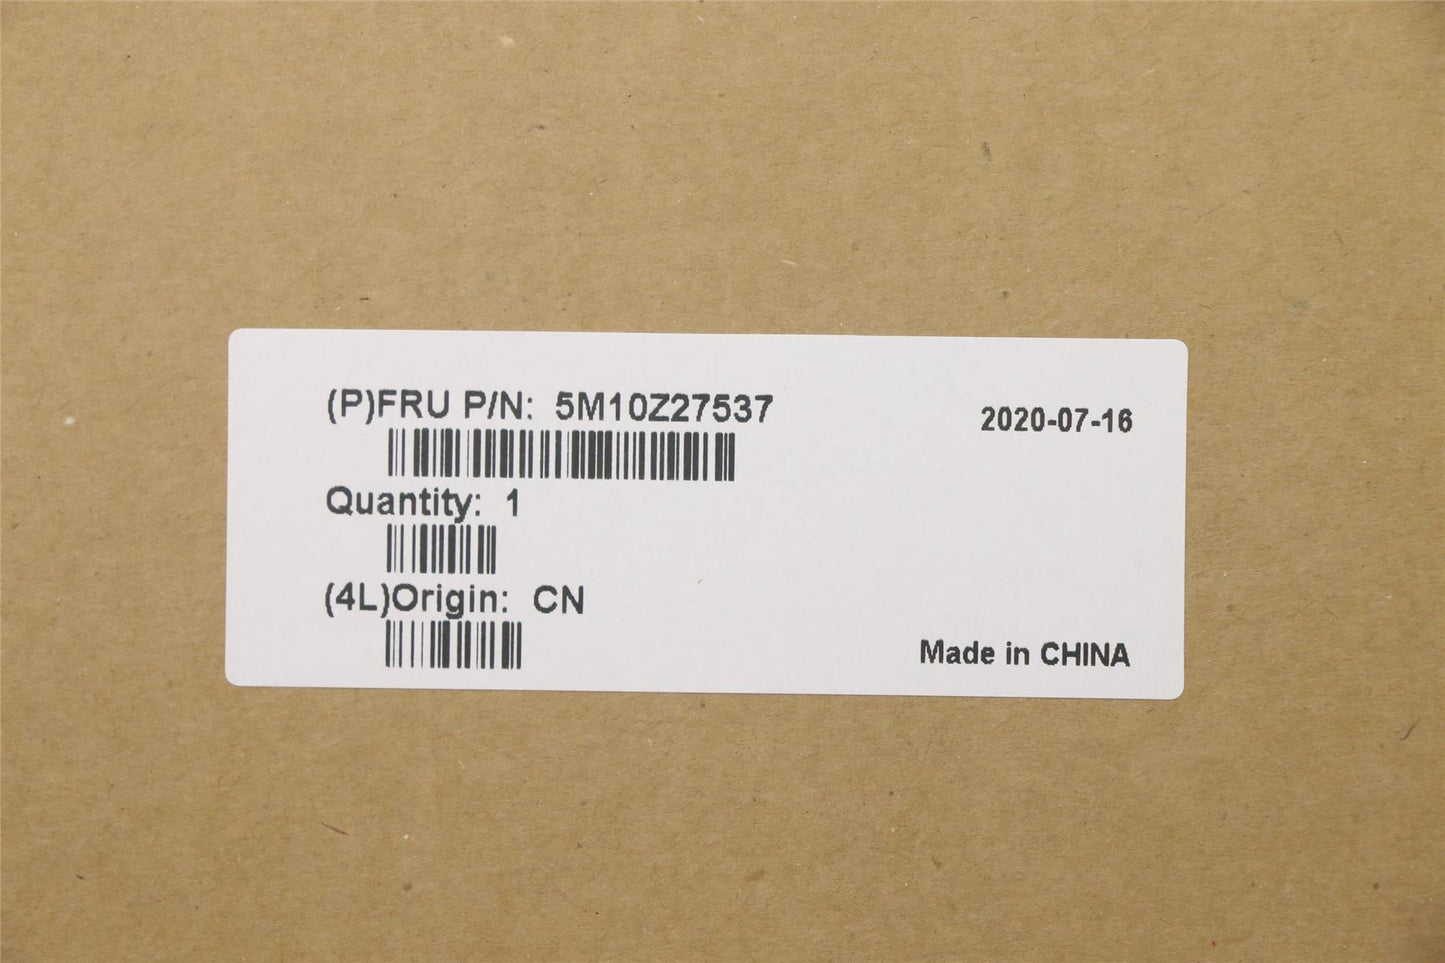 (P)FRU P/N: 5M10Z27537
2020-07-16
Quantity: 1
(4L)Origin: CN
Made in CHINA